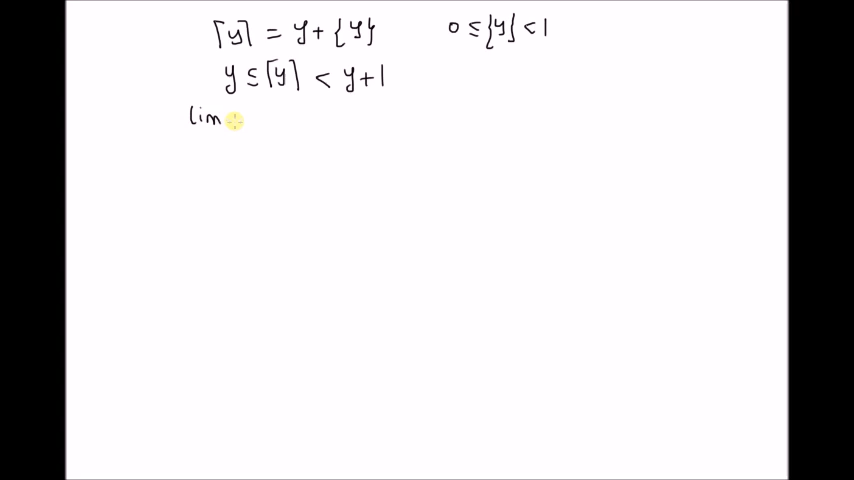 ⌈y⌉ = y + {y}    0 ≤ {y} < 1
y ≤ ⌈y⌉ < y + 1
lim